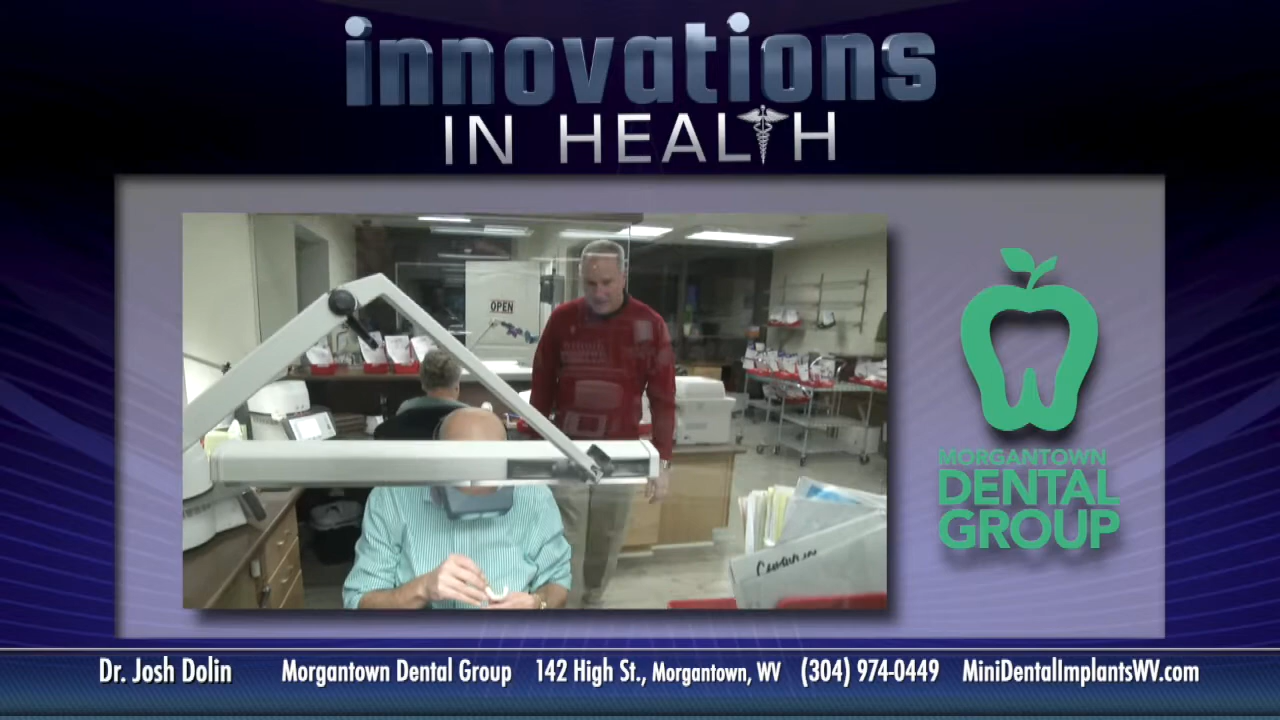 innovations
IN HEALTH
OPEN
MORGANTOWN
DENTAL
GROUP
Dr. Josh Dolin Morgantown Dental Group 142 High St., Morgantown, WV (304) 974-0449 MiniDentalImplantsWV.com